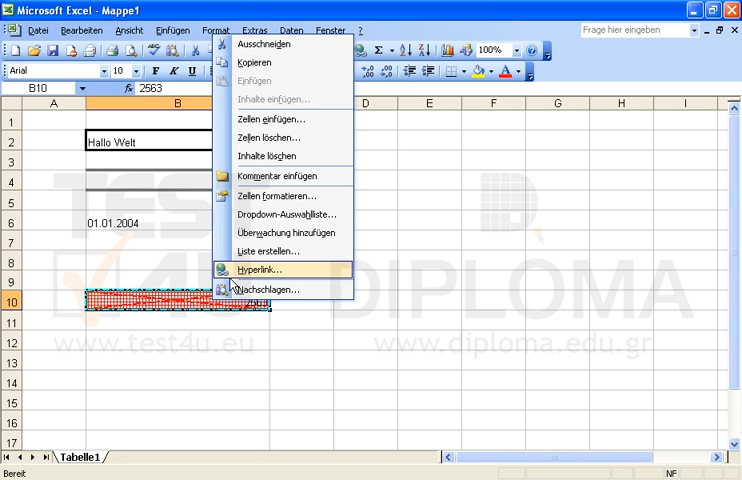 Microsoft Excel - Mappe1
Datei Bearbeiten Ansicht Einfügen Format Extras Daten Fenster ? Frage hier eingeben
100%
Arial 10 F K U
B10 fx 2563
A B D E F G H I
1
2 Hallo Welt
3
4
5
6 01.01.2004
7
8
9
10 2563
11
12
13
14
15
16
17
Ausschneiden
Kopieren
Einfügen
Inhalte einfügen...
Zellen einfügen...
Zellen löschen...
Inhalte löschen
Kommentar einfügen
Zellen formatieren...
Dropdown-Auswahlliste...
Überwachung hinzufügen
Liste erstellen...
Hyperlink...
Nachschlagen...
TEST4U
www.test4u.eu
D
DIPLOMA
www.diploma.edu.gr
Tabelle1
Bereit NF